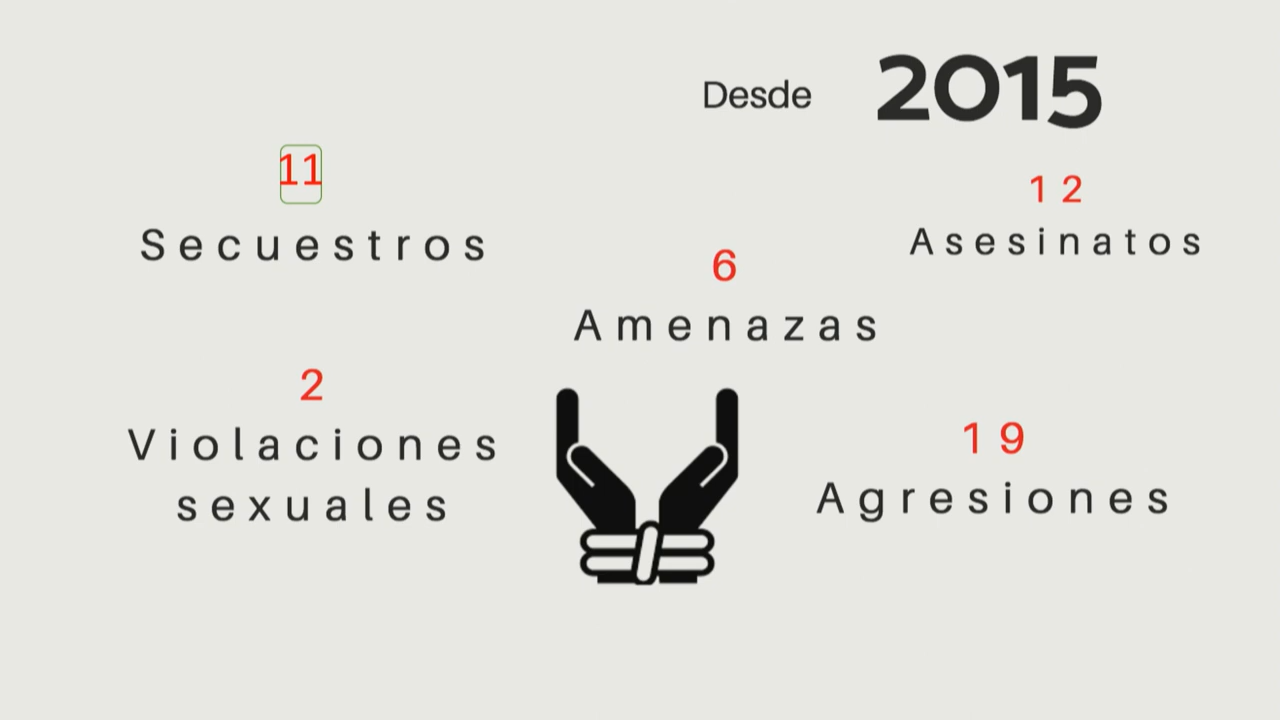 Desde 2015
11
Secuestros
12
Asesinatos
6
Amenazas
2
Violaciones
sexuales
19
Agresiones